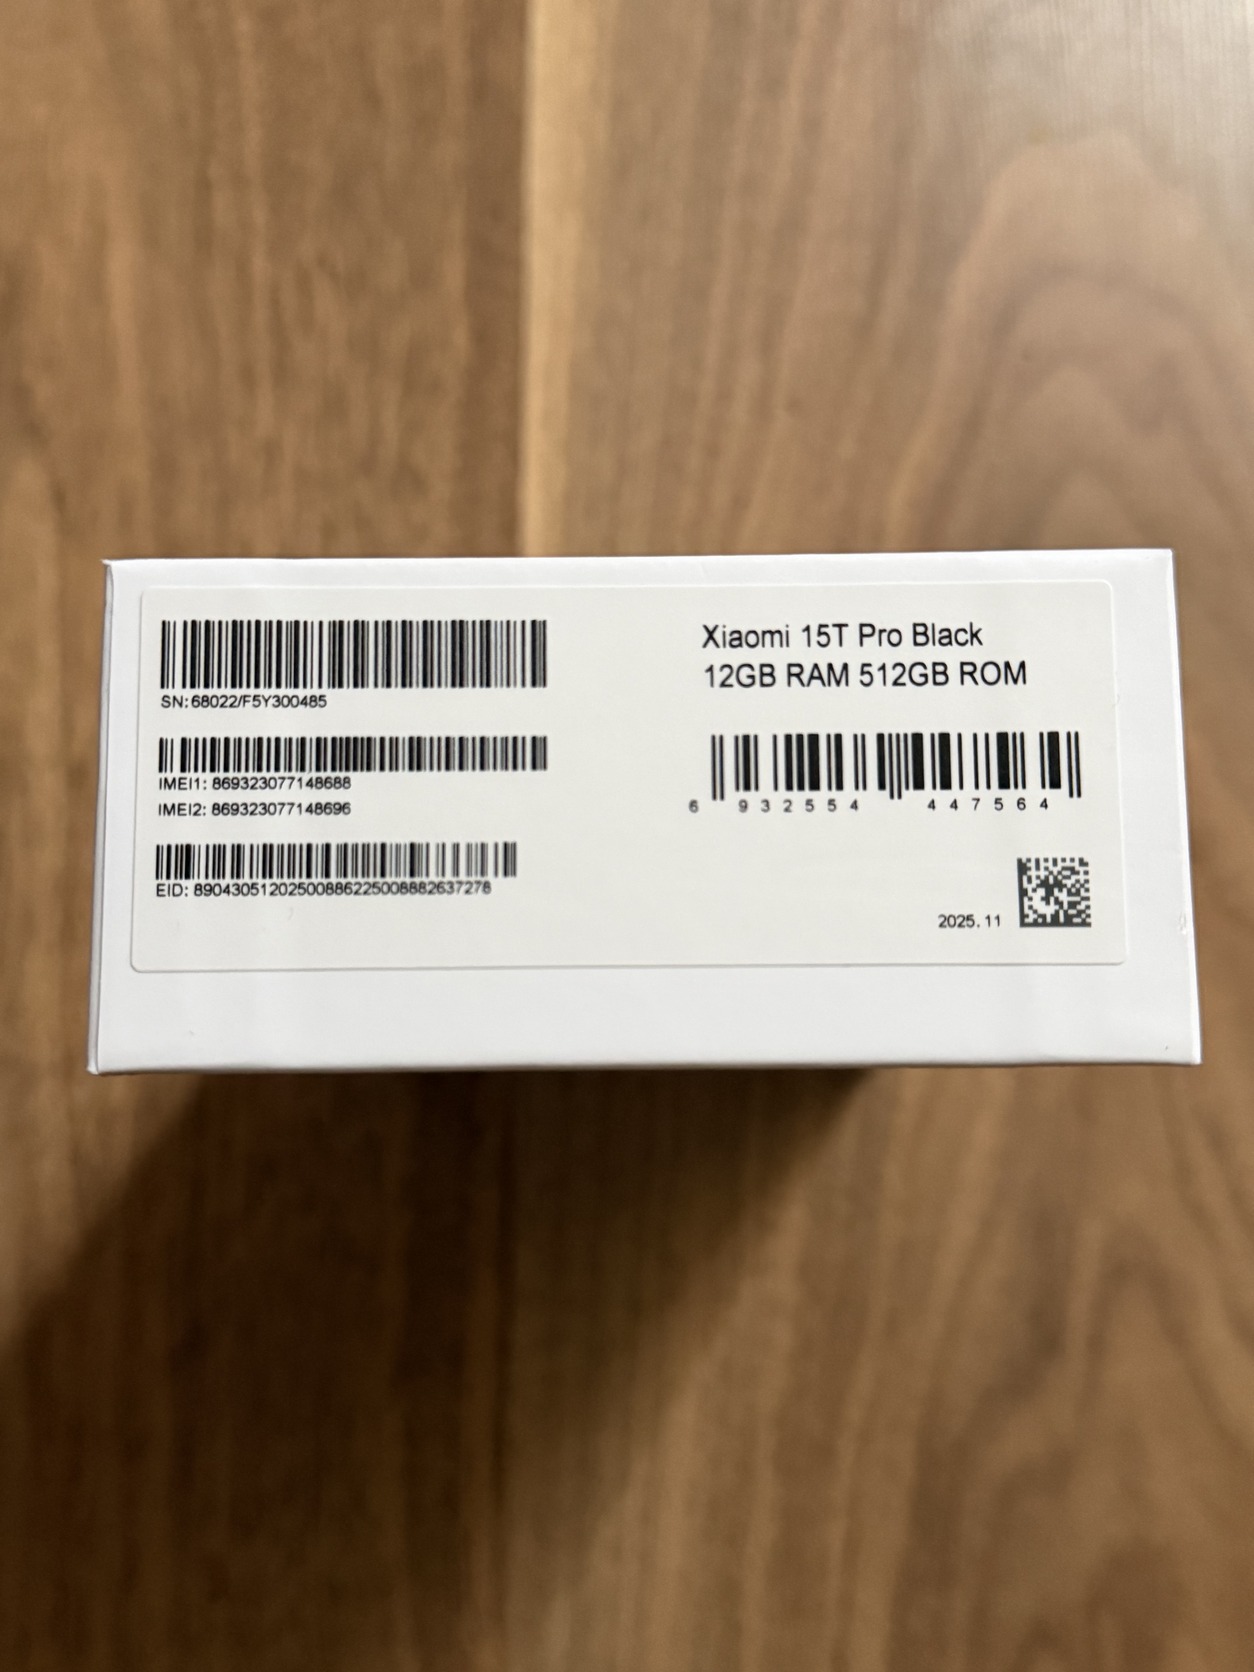 SN: 68022/F5Y300485
IMEI1: 869323077148688
IMEI2: 869323077148696
EID: 89043051202500886225008882637278
Xiaomi 15T Pro Black
12GB RAM 512GB ROM
6 932554 447564
2025.11